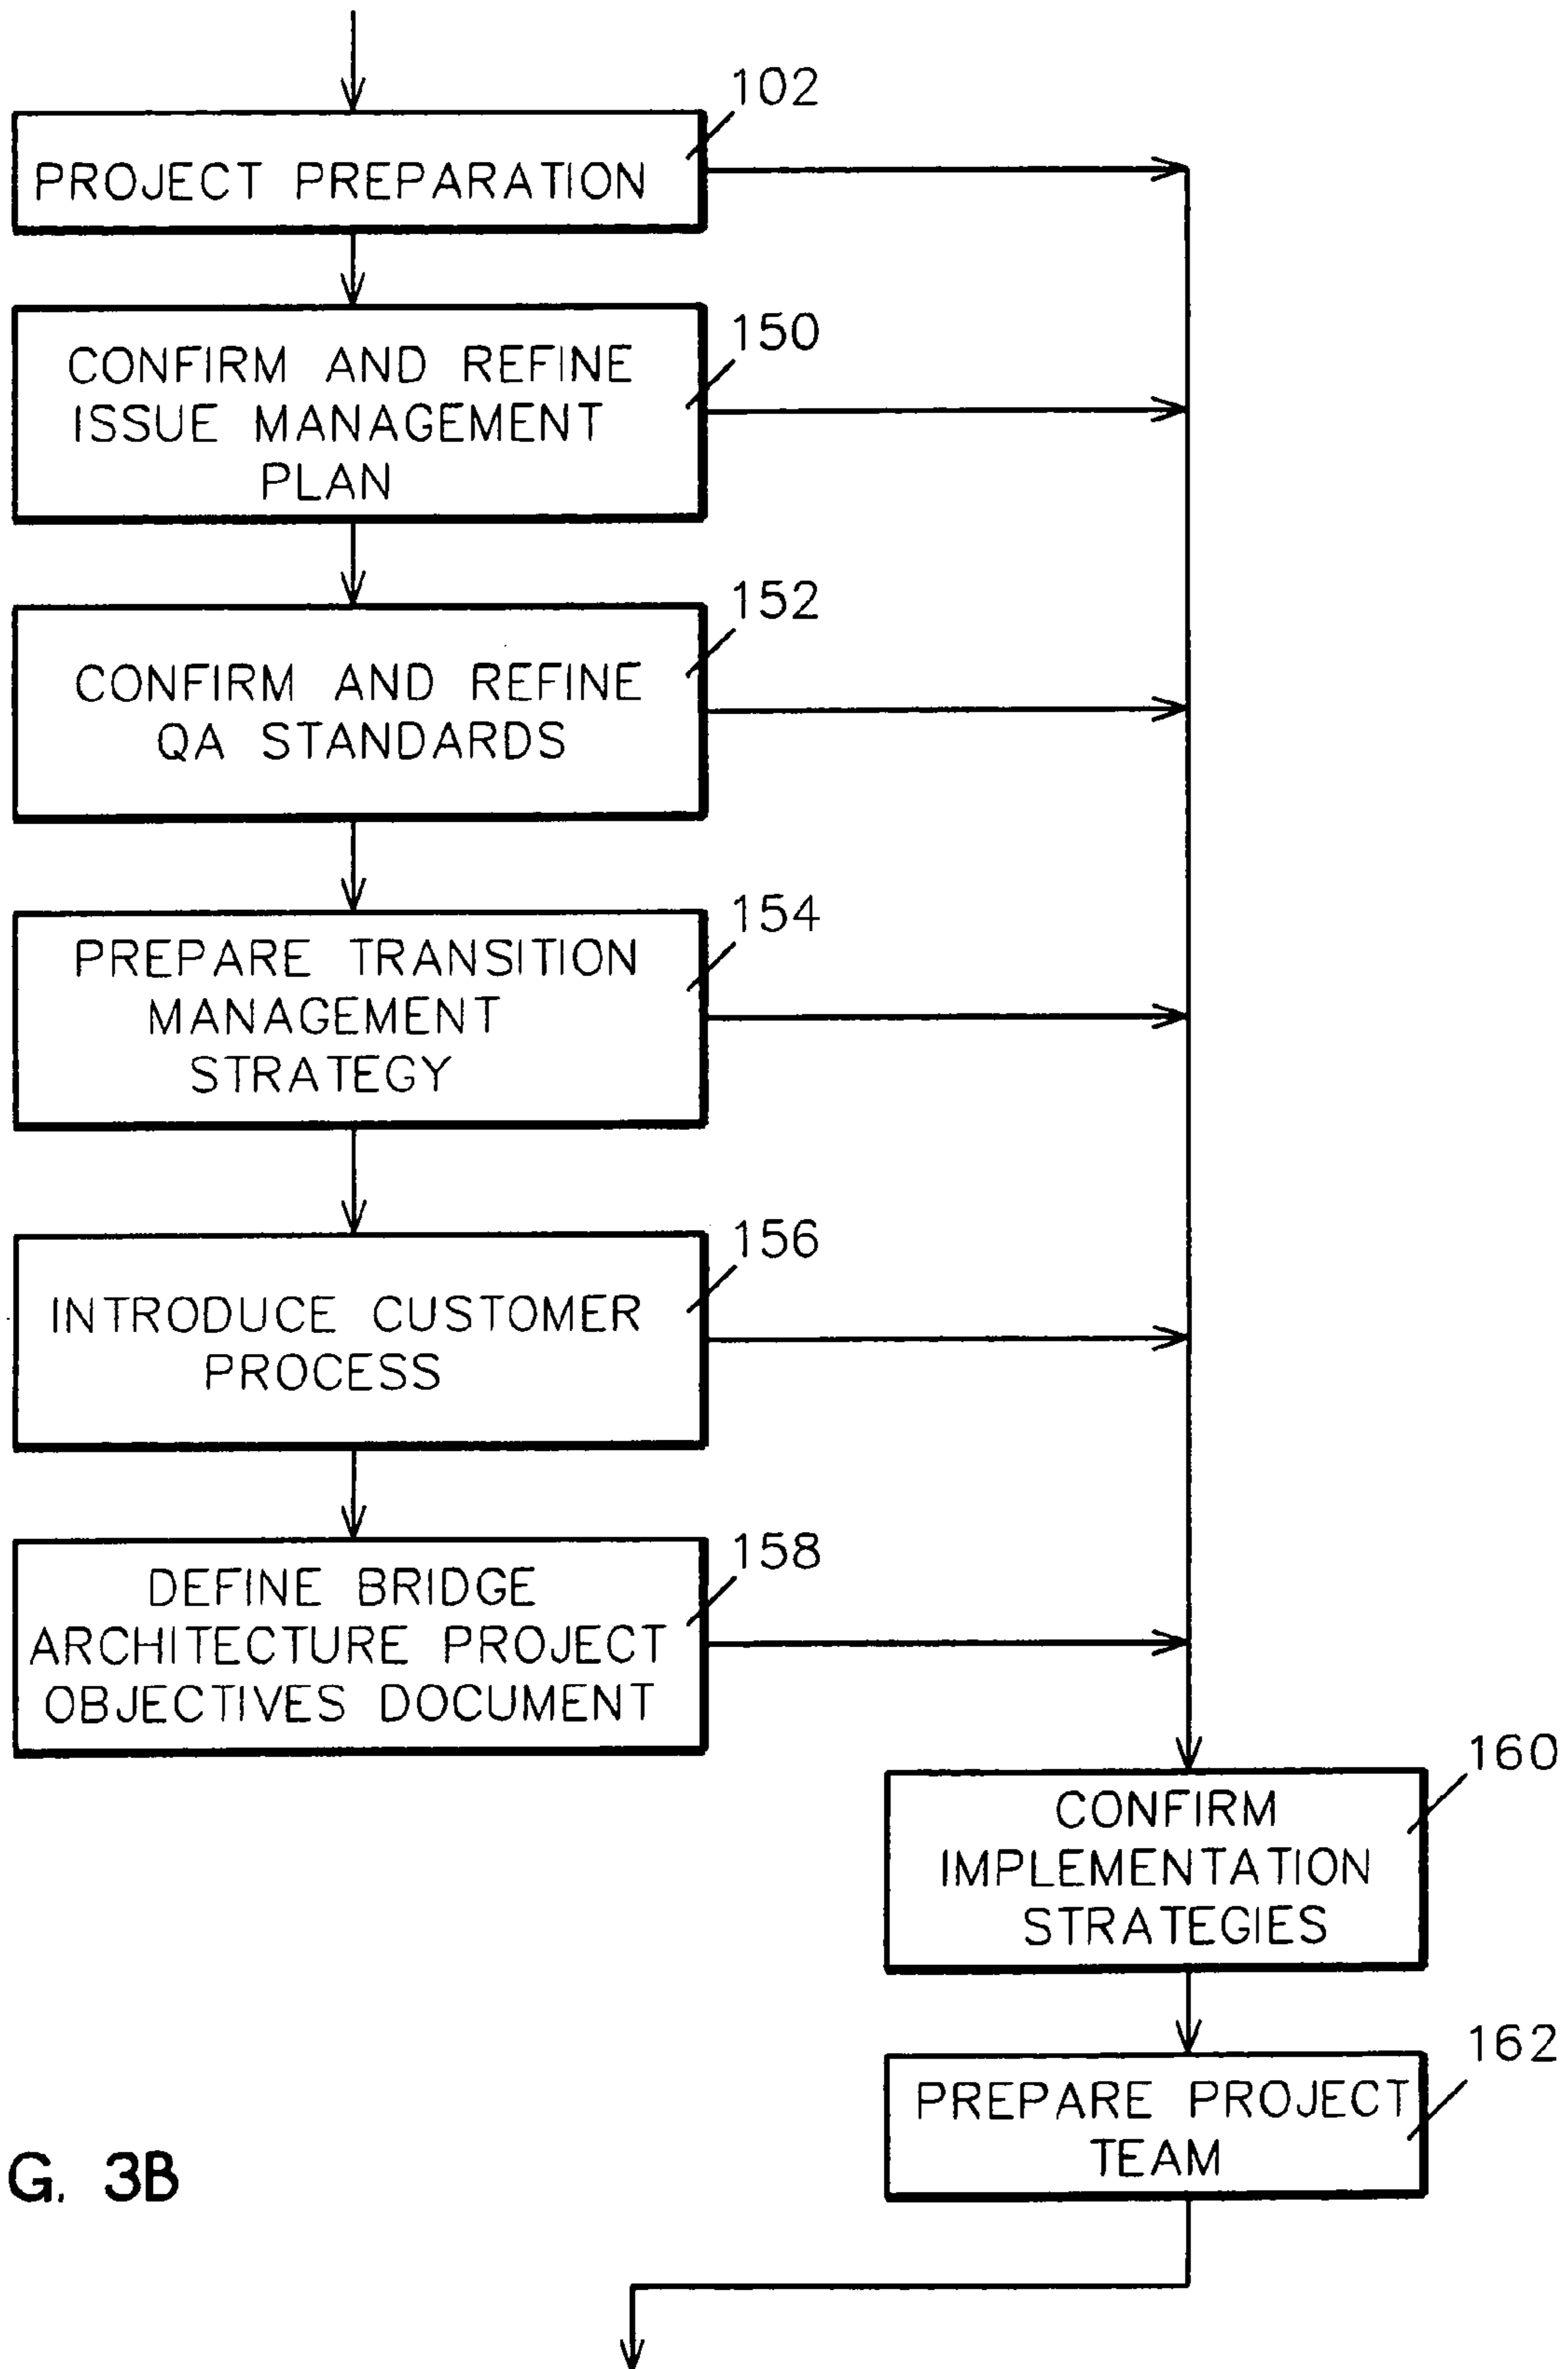 102
PROJECT PREPARATION
150
CONFIRM AND REFINE
ISSUE MANAGEMENT
PLAN
152
CONFIRM AND REFINE
QA STANDARDS
154
PREPARE TRANSITION
MANAGEMENT
STRATEGY
156
INTRODUCE CUSTOMER
PROCESS
158
DEFINE BRIDGE
ARCHITECTURE PROJECT
OBJECTIVES DOCUMENT
160
CONFIRM
IMPLEMENTATION
STRATEGIES
162
PREPARE PROJECT
TEAM
G. 3B